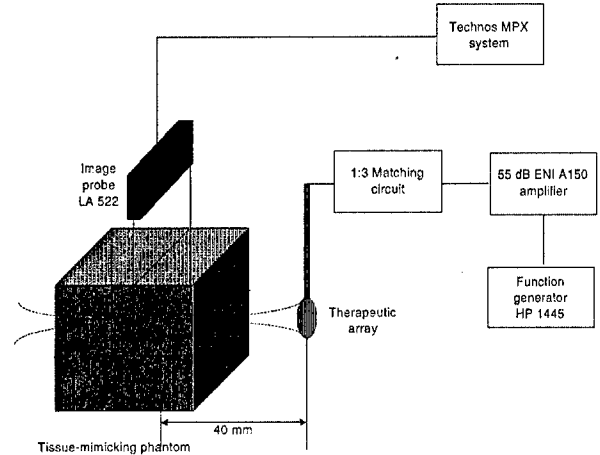 Technos MPX
system
Image
probe
LA 522
1:3 Matching
circuit
55 dB ENI A150
amplifier
Function
generator
HP 1445
Therapeutic
array
40 mm
Tissue-mimicking phantom